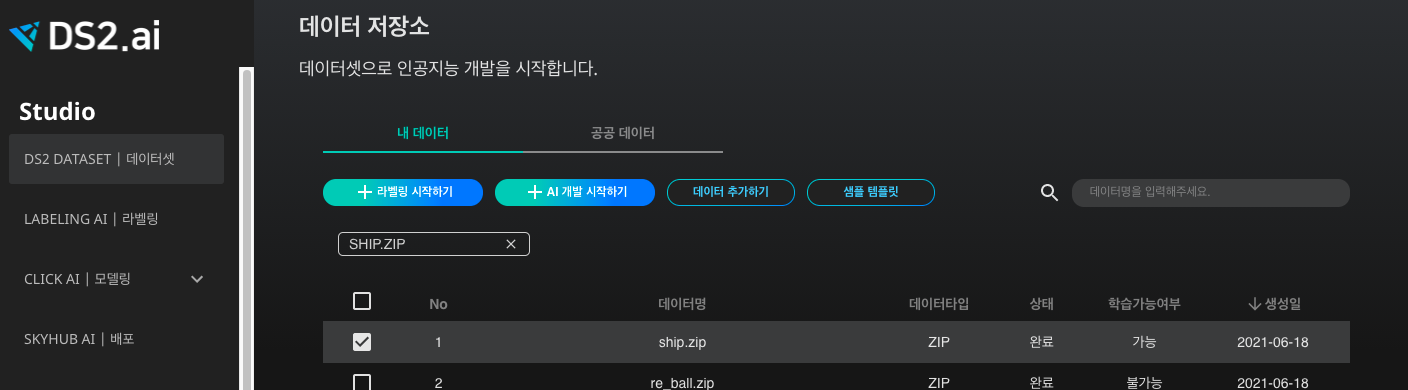 DS2.ai
Studio
DS2 DATASET | 데이터셋
LABELING AI | 라벨링
CLICK AI | 모델링
SKYHUB AI | 배포
데이터 저장소
데이터셋으로 인공지능 개발을 시작합니다.
내 데이터 공공 데이터
+ 라벨링 시작하기 + AI 개발 시작하기 데이터 추가하기 샘플 템플릿 데이터명을 입력해주세요.
SHIP.ZIP ×
No 데이터명 데이터타입 상태 학습가능여부 ↓ 생성일
1 ship.zip ZIP 완료 가능 2021-06-18
2 re_ball.zip ZIP 완료 불가능 2021-06-18